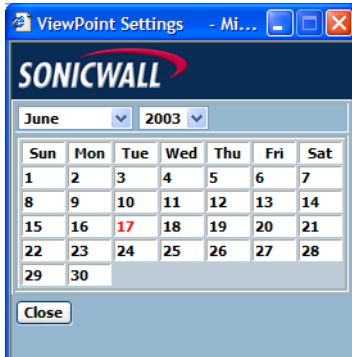 ViewPoint Settings - Mi...
SONICWALL
June 2003
Sun Mon Tue Wed Thu Fri Sat
1 2 3 4 5 6 7
8 9 10 11 12 13 14
15 16 17 18 19 20 21
22 23 24 25 26 27 28
29 30
Close